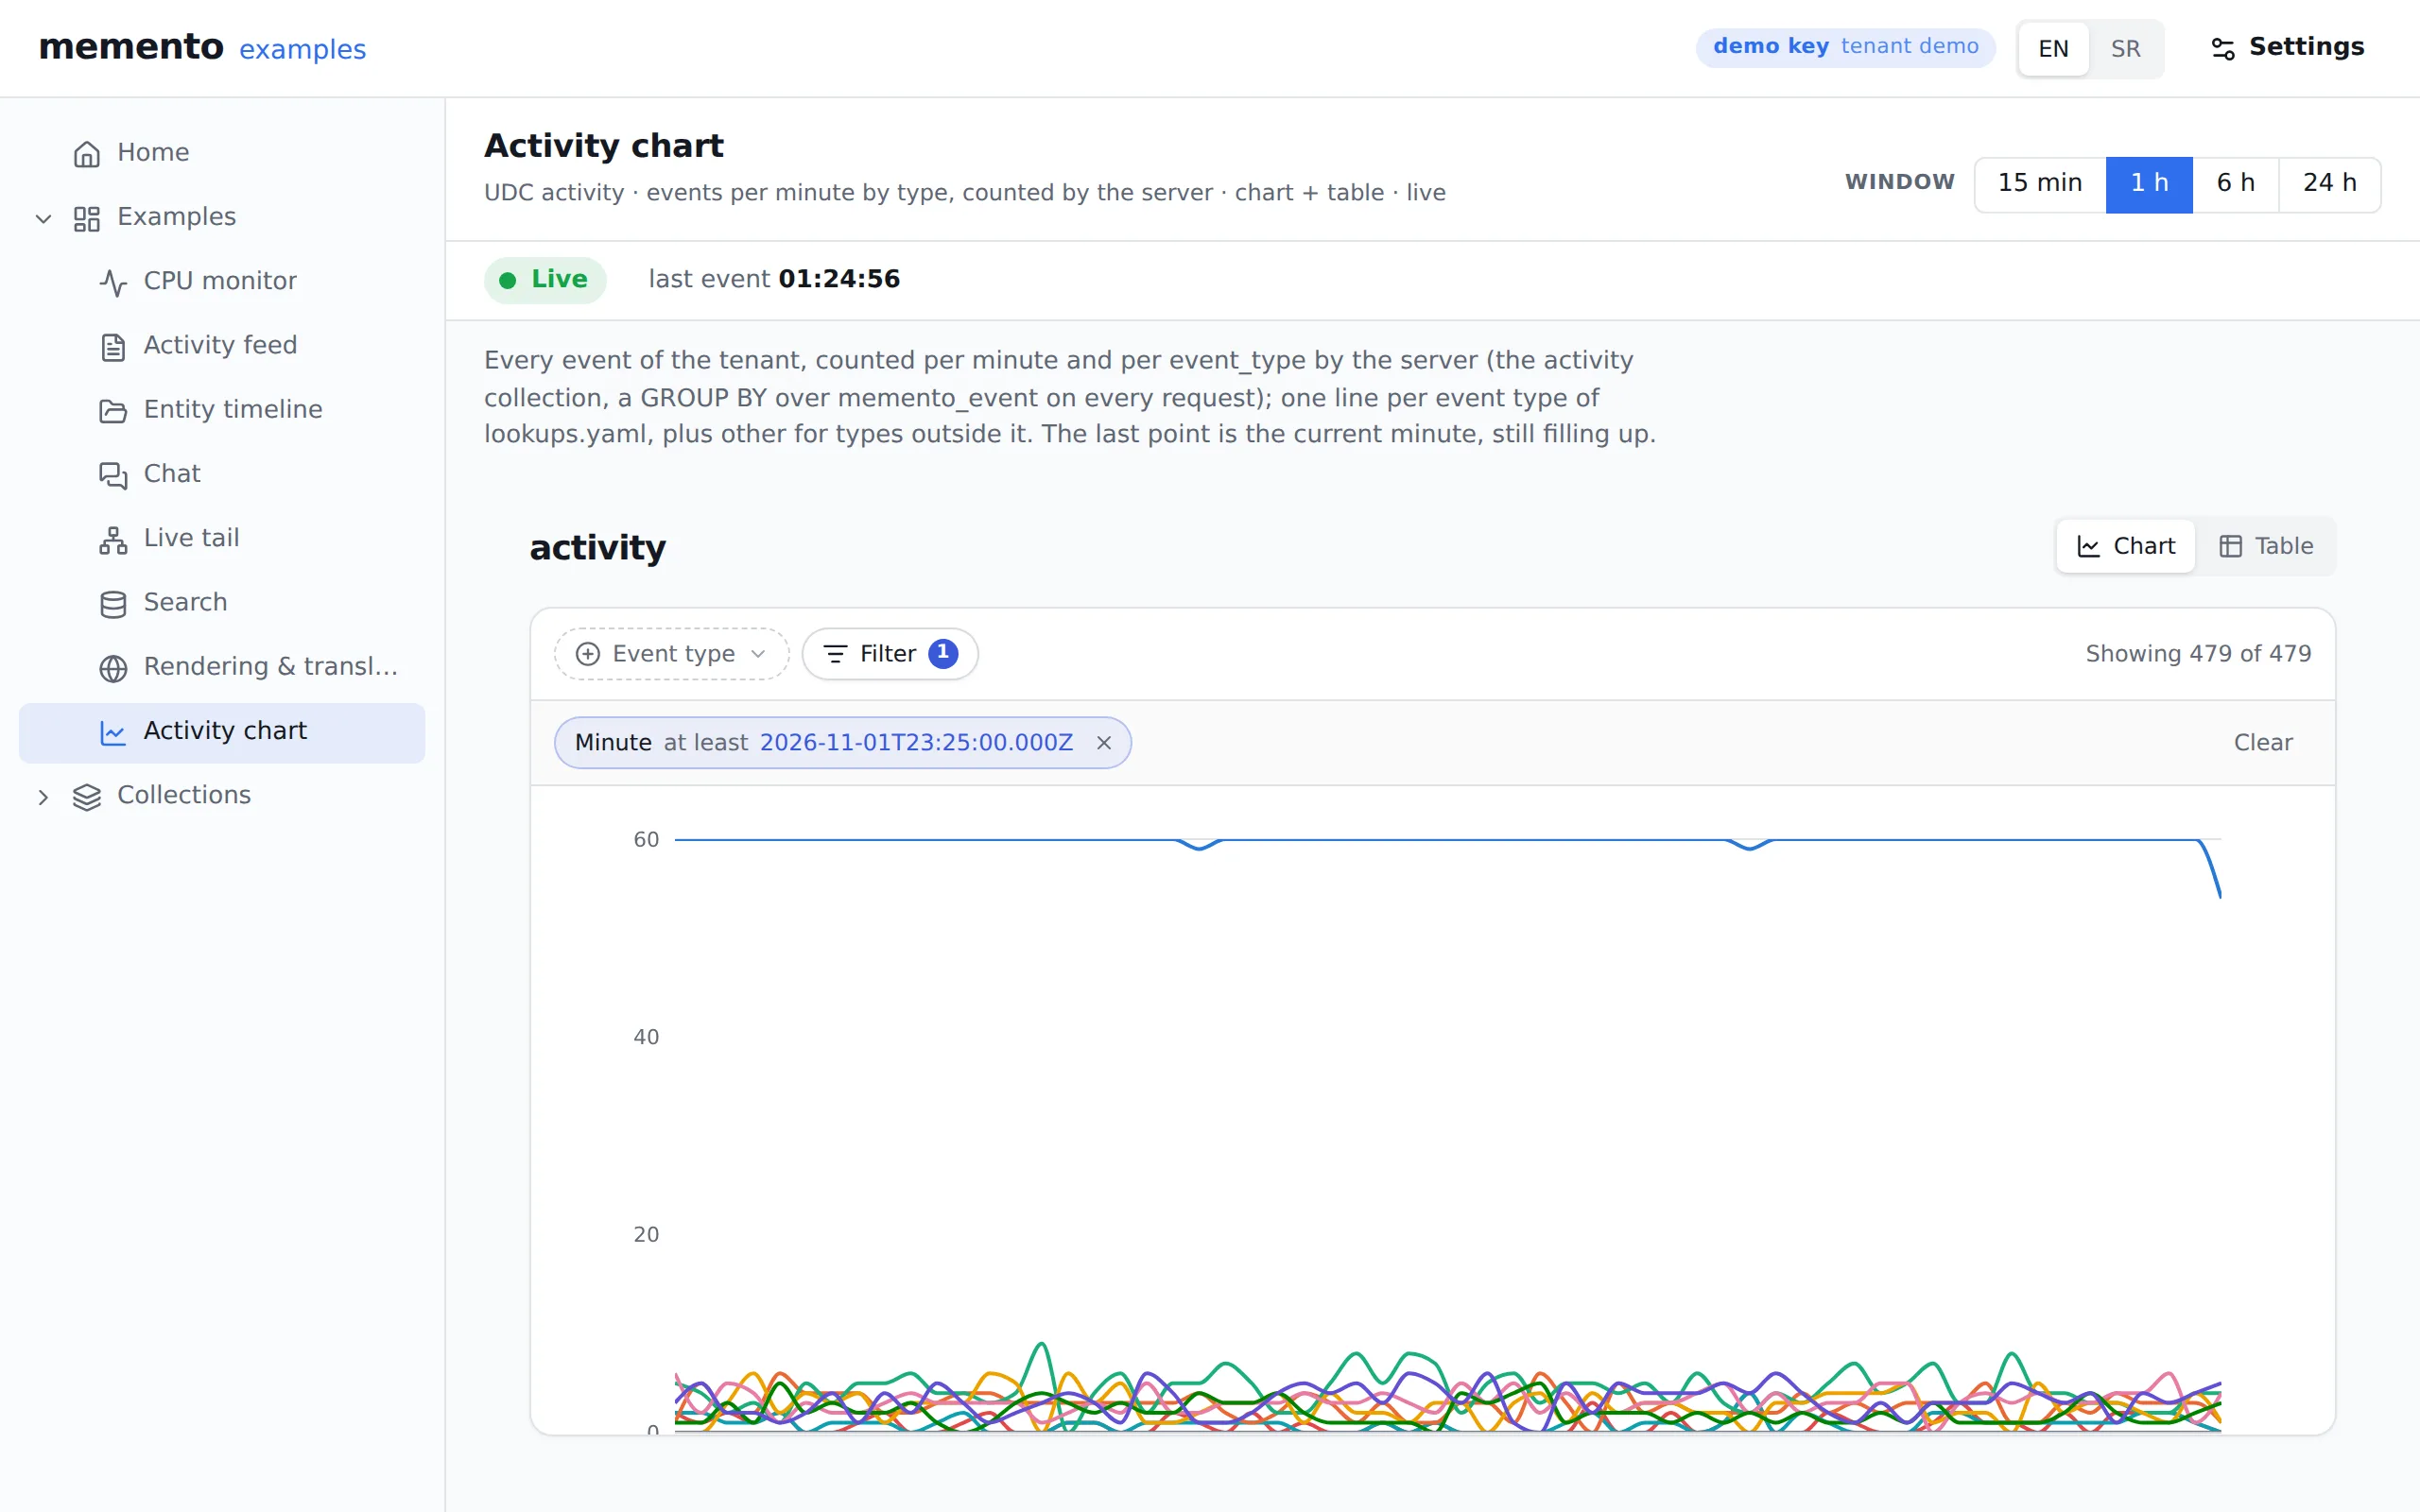 memento examples
demo key tenant demo
EN SR
Settings
Home
Examples
CPU monitor
Activity feed
Entity timeline
Chat
Live tail
Search
Rendering & transl...
Activity chart
Collections
Activity chart
UDC activity · events per minute by type, counted by the server · chart + table · live
WINDOW 15 min 1 h 6 h 24 h
Live last event 01:24:56
Every event of the tenant, counted per minute and per event_type by the server (the activity
collection, a GROUP BY over memento_event on every request); one line per event type of
lookups.yaml, plus other for types outside it. The last point is the current minute, still filling up.
activity
Chart Table
Event type Filter 1 Showing 479 of 479
Minute at least 2026-11-01T23:25:00.000Z Clear
60
40
20
0